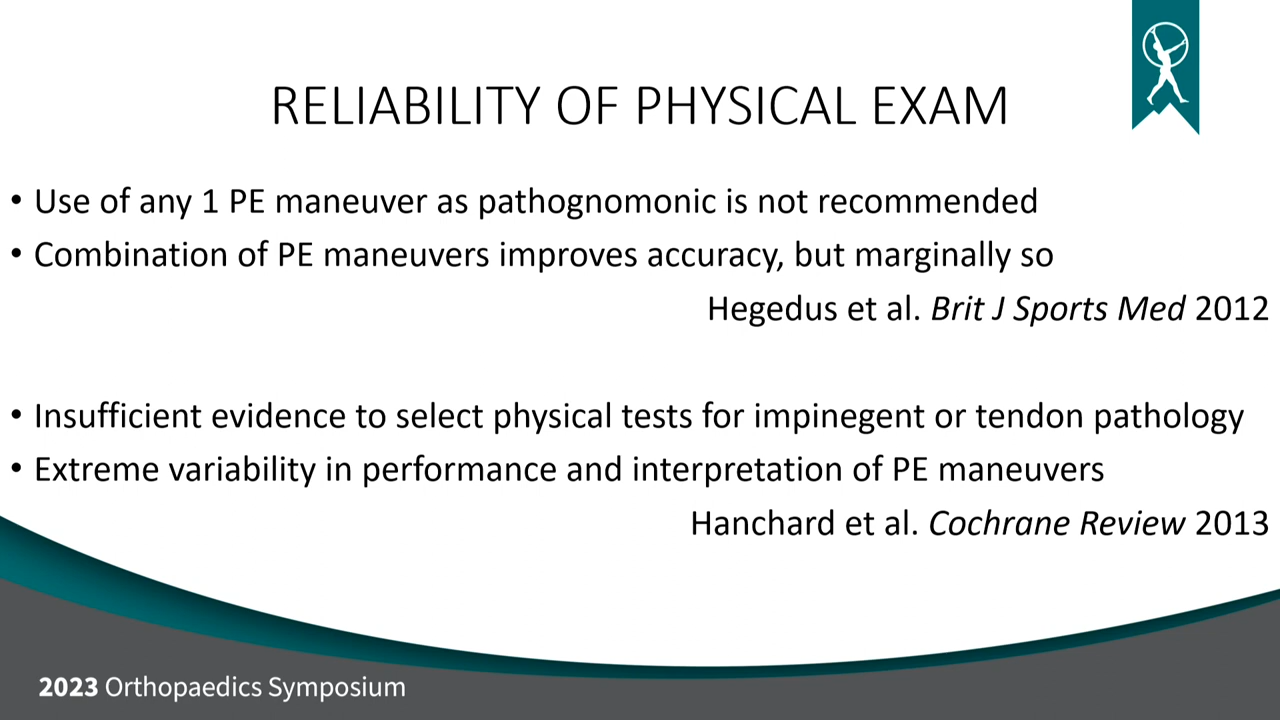 RELIABILITY OF PHYSICAL EXAM
• Use of any 1 PE maneuver as pathognomonic is not recommended
• Combination of PE maneuvers improves accuracy, but marginally so
Hegedus et al. Brit J Sports Med 2012
• Insufficient evidence to select physical tests for impinegent or tendon pathology
• Extreme variability in performance and interpretation of PE maneuvers
Hanchard et al. Cochrane Review 2013
2023 Orthopaedics Symposium